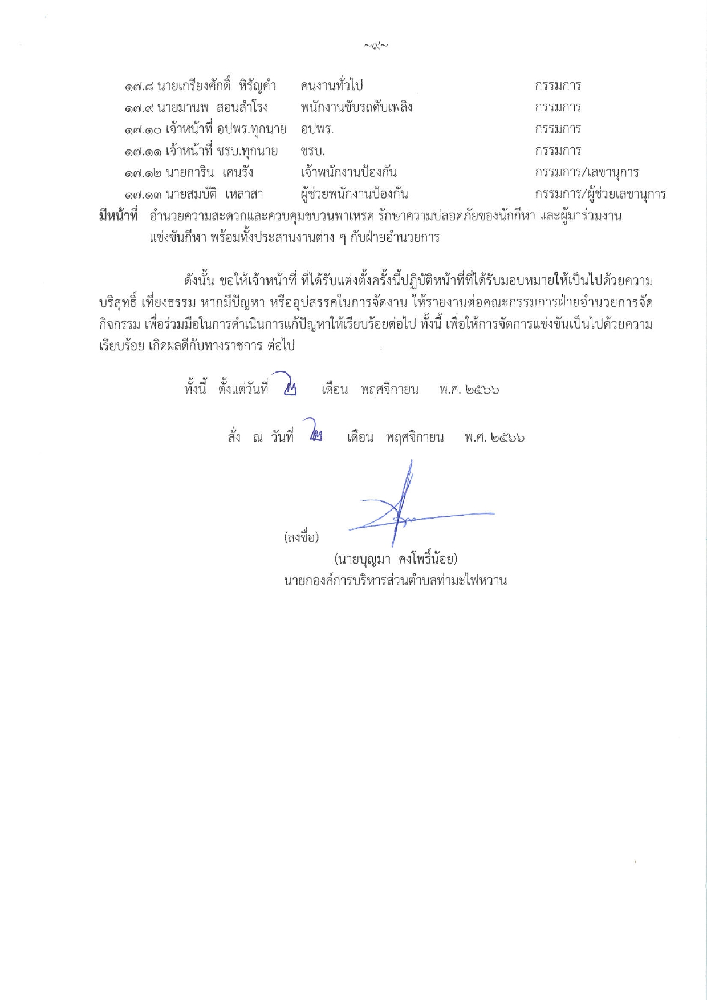 ~๙~
๑๗.๘ นายเกรียงศักดิ์ หิรัญคำ คนงานทั่วไป กรรมการ
๑๗.๙ นายมานพ สอนสำโรง พนักงานขับรถดับเพลิง กรรมการ
๑๗.๑๐ เจ้าหน้าที่ อปพร.ทุกนาย อปพร. กรรมการ
๑๗.๑๑ เจ้าหน้าที่ ชรบ.ทุกนาย ชรบ. กรรมการ
๑๗.๑๒ นายการิน เคนรัง เจ้าพนักงานป้องกัน กรรมการ/เลขานุการ
๑๗.๑๓ นายสมบัติ เหลาสา ผู้ช่วยพนักงานป้องกัน กรรมการ/ผู้ช่วยเลขานุการ
มีหน้าที่ อำนวยความสะดวกและควบคุมขบวนพาเหรด รักษาความปลอดภัยของนักกีฬา และผู้มาร่วมงาน
แข่งขันกีฬา พร้อมทั้งประสานงานต่าง ๆ กับฝ่ายอำนวยการ
ดังนั้น ขอให้เจ้าหน้าที่ ที่ได้รับแต่งตั้งครั้งนี้ปฏิบัติหน้าที่ที่ได้รับมอบหมายให้เป็นไปด้วยความ
บริสุทธิ์ เที่ยงธรรม หากมีปัญหา หรืออุปสรรคในการจัดงาน ให้รายงานต่อคณะกรรมการฝ่ายอำนวยการจัด
กิจกรรม เพื่อร่วมมือในการดำเนินการแก้ปัญหาให้เรียบร้อยต่อไป ทั้งนี้ เพื่อให้การจัดการแข่งขันเป็นไปด้วยความ
เรียบร้อย เกิดผลดีกับทางราชการ ต่อไป
ทั้งนี้ ตั้งแต่วันที่ ๒ เดือน พฤศจิกายน พ.ศ. ๒๕๖๖
สั่ง ณ วันที่ ๒ เดือน พฤศจิกายน พ.ศ. ๒๕๖๖
(ลงชื่อ)
(นายบุญมา คงโพธิ์น้อย)
นายกองค์การบริหารส่วนตำบลท่ามะไฟหวาน